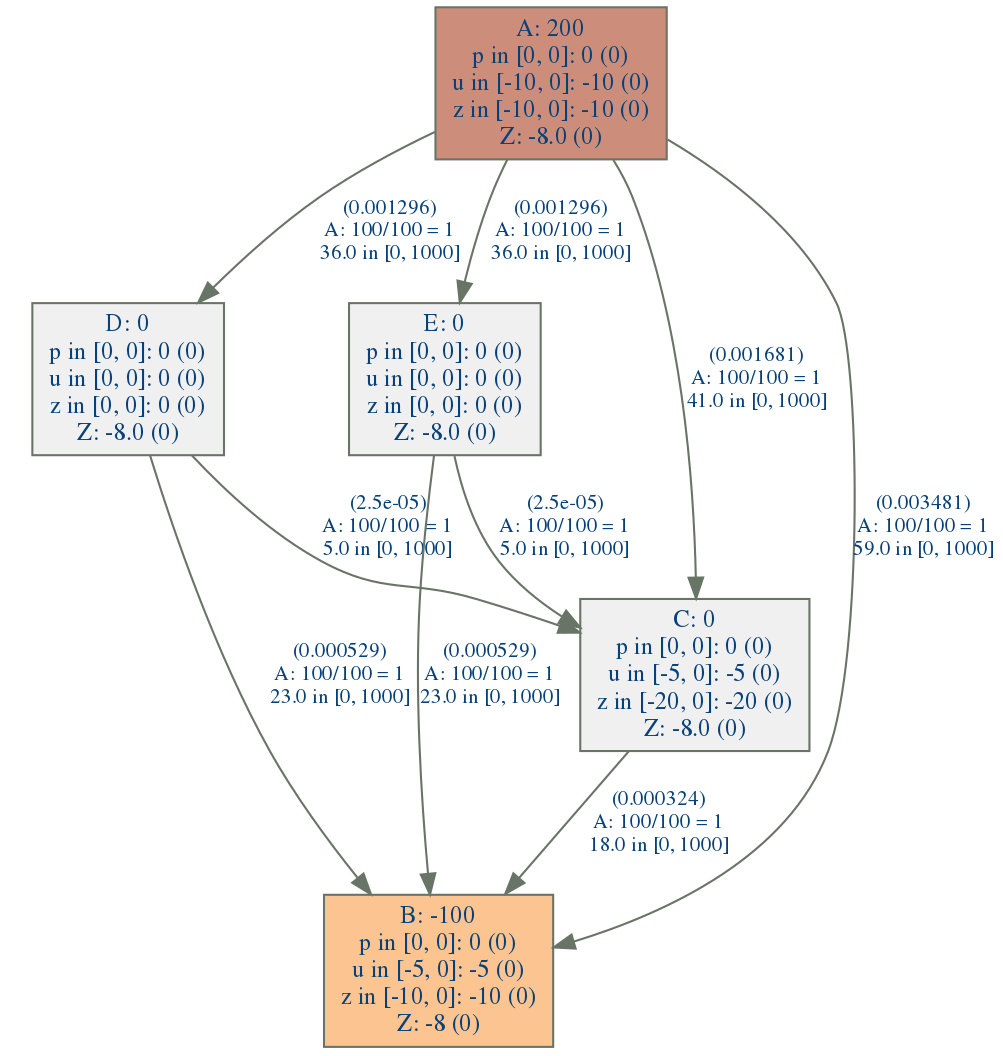 A: 200
p in [0, 0]: 0 (0)
u in [-10, 0]: -10 (0)
z in [-10, 0]: -10 (0)
Z: -8.0 (0)
(0.001296)
A: 100/100 = 1
36.0 in [0, 1000]
(0.001296)
A: 100/100 = 1
36.0 in [0, 1000]
D: 0
p in [0, 0]: 0 (0)
u in [0, 0]: 0 (0)
z in [0, 0]: 0 (0)
Z: -8.0 (0)
E: 0
p in [0, 0]: 0 (0)
u in [0, 0]: 0 (0)
z in [0, 0]: 0 (0)
Z: -8.0 (0)
(0.001681)
A: 100/100 = 1
41.0 in [0, 1000]
(2.5e-05)
A: 100/100 = 1
5.0 in [0, 1000]
(2.5e-05)
A: 100/100 = 1
5.0 in [0, 1000]
(0.003481)
A: 100/100 = 1
59.0 in [0, 1000]
C: 0
p in [0, 0]: 0 (0)
u in [-5, 0]: -5 (0)
z in [-20, 0]: -20 (0)
Z: -8.0 (0)
(0.000529)
A: 100/100 = 1
23.0 in [0, 1000]
(0.000529)
A: 100/100 = 1
23.0 in [0, 1000]
(0.000324)
A: 100/100 = 1
18.0 in [0, 1000]
B: -100
p in [0, 0]: 0 (0)
u in [-5, 0]: -5 (0)
z in [-10, 0]: -10 (0)
Z: -8 (0)